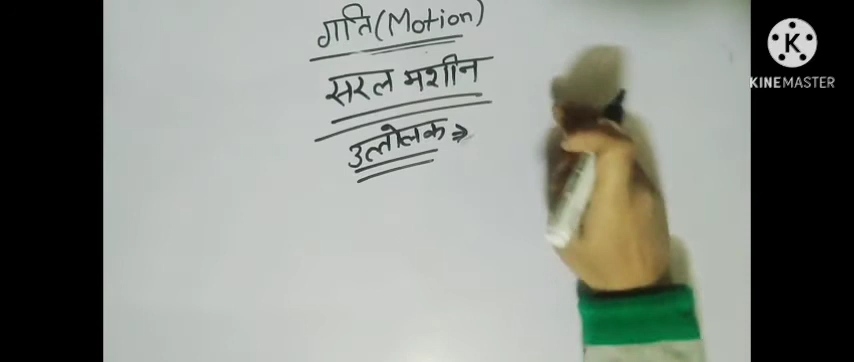 गति (Motion)
सरल मशीन
उत्तोलक ⇒
K
KINEMASTER